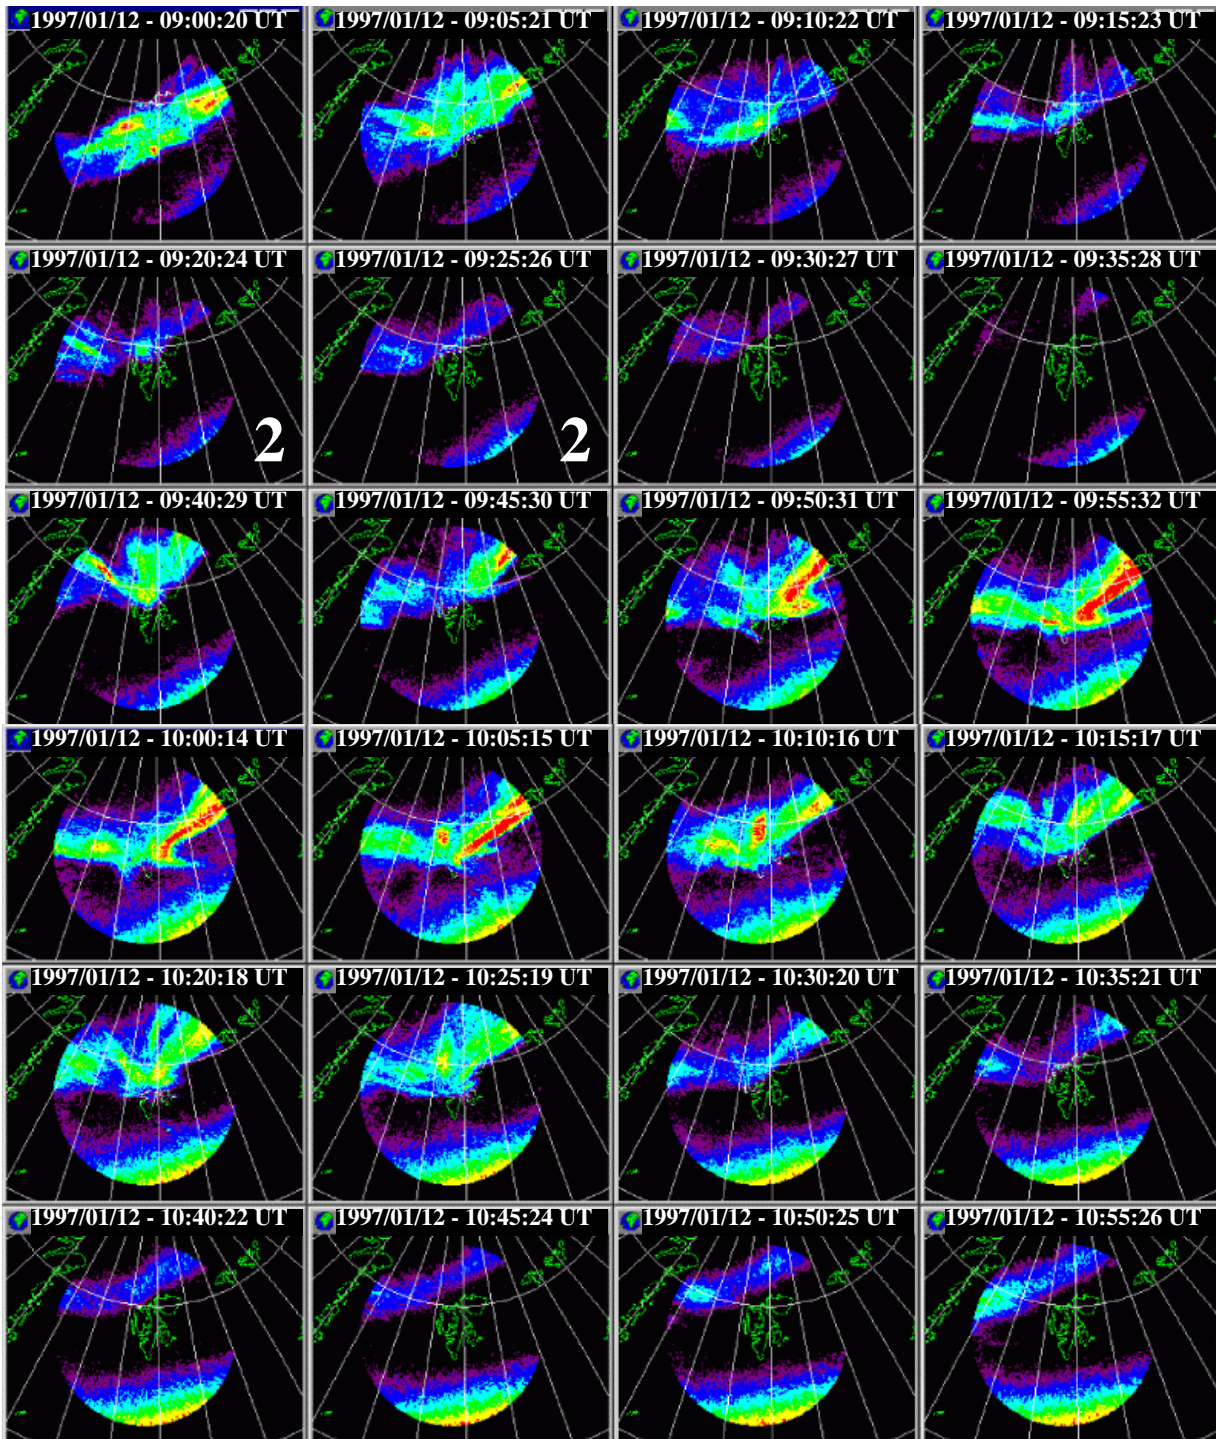 1997/01/12 - 09:00:20 UT
1997/01/12 - 09:05:21 UT
1997/01/12 - 09:10:22 UT
1997/01/12 - 09:15:23 UT
1997/01/12 - 09:20:24 UT
1997/01/12 - 09:25:26 UT
1997/01/12 - 09:30:27 UT
1997/01/12 - 09:35:28 UT
2
2
1997/01/12 - 09:40:29 UT
1997/01/12 - 09:45:30 UT
1997/01/12 - 09:50:31 UT
1997/01/12 - 09:55:32 UT
1997/01/12 - 10:00:14 UT
1997/01/12 - 10:05:15 UT
1997/01/12 - 10:10:16 UT
1997/01/12 - 10:15:17 UT
1997/01/12 - 10:20:18 UT
1997/01/12 - 10:25:19 UT
1997/01/12 - 10:30:20 UT
1997/01/12 - 10:35:21 UT
1997/01/12 - 10:40:22 UT
1997/01/12 - 10:45:24 UT
1997/01/12 - 10:50:25 UT
1997/01/12 - 10:55:26 UT